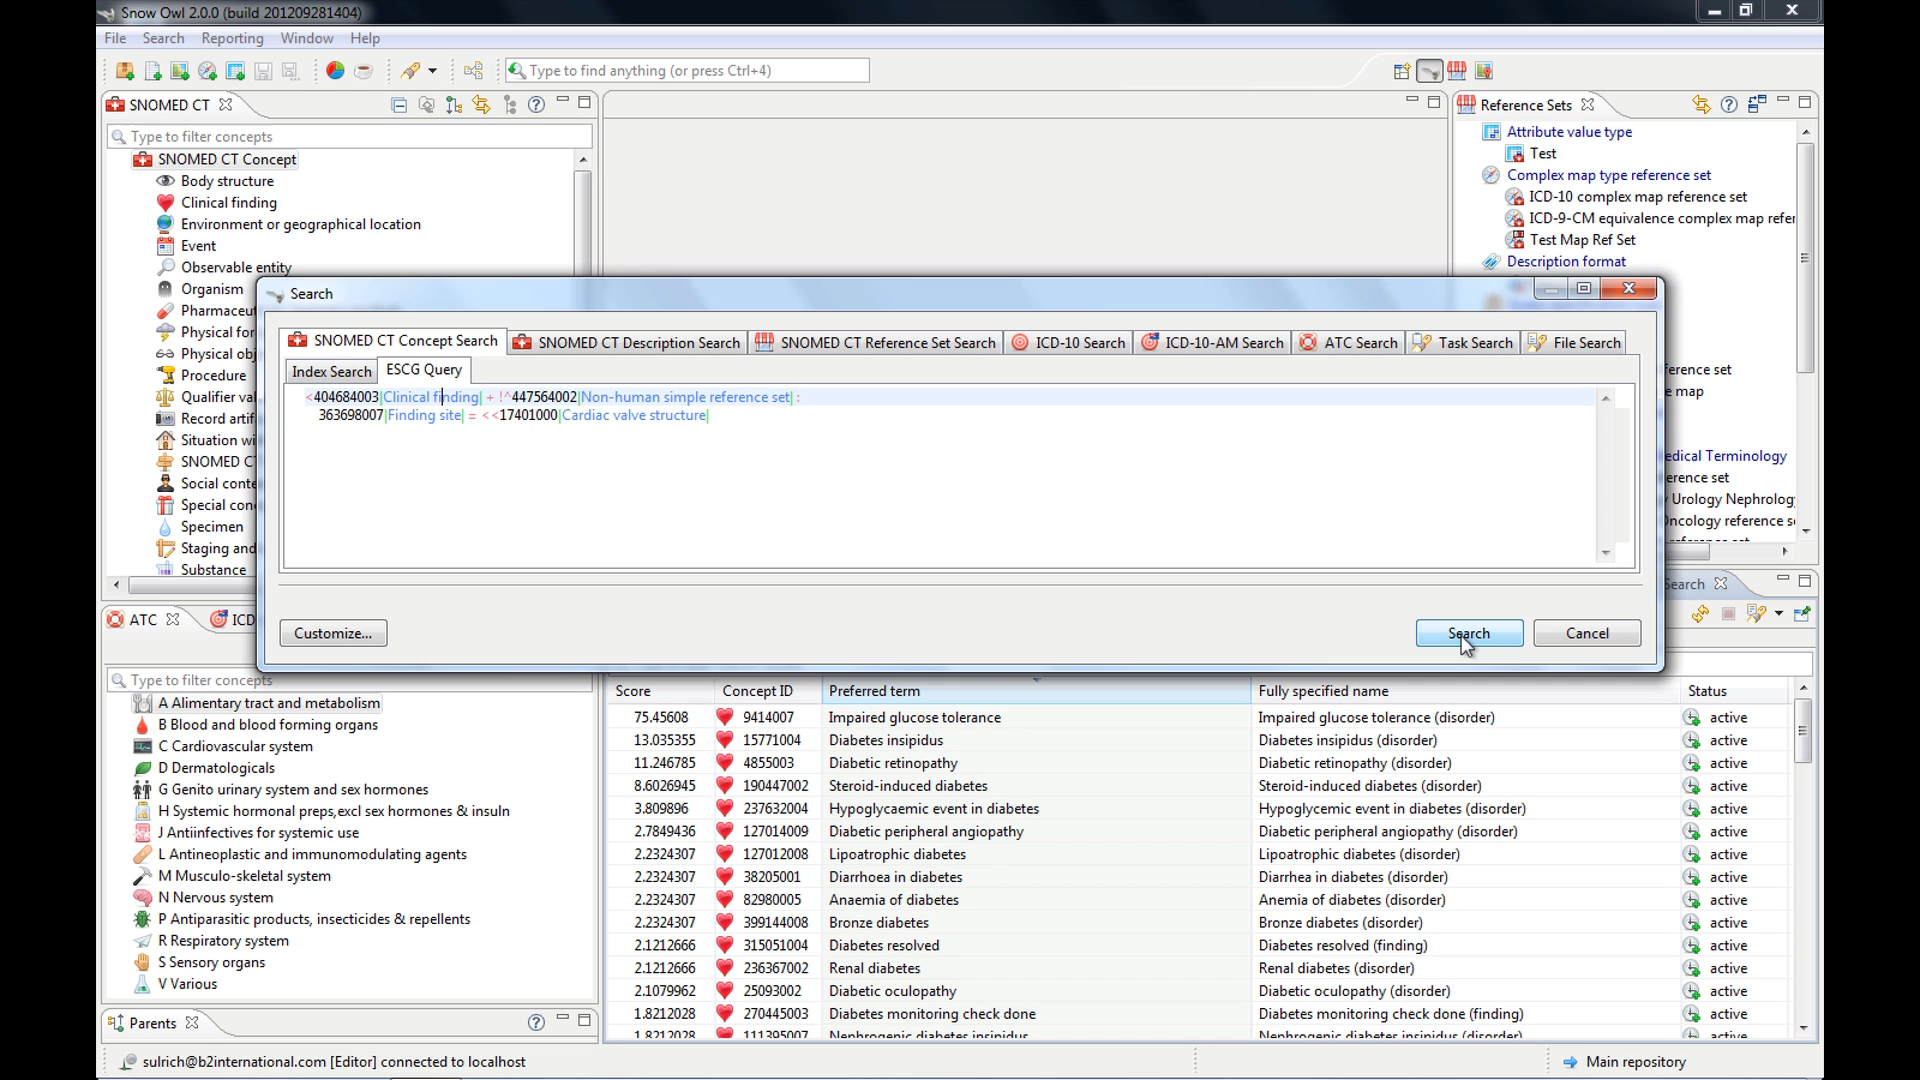 Snow Owl 2.0.0 (build 201209281404)
File Search Reporting Window Help
Type to find anything (or press Ctrl+4)
SNOMED CT
Type to filter concepts
SNOMED CT Concept
Body structure
Clinical finding
Environment or geographical location
Event
Observable entity
Organism
Pharmaceut
Physical for
Physical obj
Procedure
Qualifier val
Record artif
Situation wi
SNOMED C
Social conte
Special con
Specimen
Staging and
Substance
Reference Sets
Attribute value type
Test
Complex map type reference set
ICD-10 complex map reference set
ICD-9-CM equivalence complex map refer
Test Map Ref Set
Description format
erence set
e map
edical Terminology
erence set
Urology Nephrolog
Oncology reference s
Search
SNOMED CT Concept Search
SNOMED CT Description Search
SNOMED CT Reference Set Search
ICD-10 Search
ICD-10-AM Search
ATC Search
Task Search
File Search
Index Search
ESCG Query
<404684003|Clinical finding| + !^447564002|Non-human simple reference set| :
363698007|Finding site| = <<17401000|Cardiac valve structure|
Customize...
Search
Cancel
Search
ATC
ICD
Type to filter concepts
A Alimentary tract and metabolism
B Blood and blood forming organs
C Cardiovascular system
D Dermatologicals
G Genito urinary system and sex hormones
H Systemic hormonal preps,excl sex hormones & insuln
J Antiinfectives for systemic use
L Antineoplastic and immunomodulating agents
M Musculo-skeletal system
N Nervous system
P Antiparasitic products, insecticides & repellents
R Respiratory system
S Sensory organs
V Various
Parents
Score Concept ID Preferred term Fully specified name Status
75.45608 9414007 Impaired glucose tolerance Impaired glucose tolerance (disorder) active
13.035355 15771004 Diabetes insipidus Diabetes insipidus (disorder) active
11.246785 4855003 Diabetic retinopathy Diabetic retinopathy (disorder) active
8.6026945 190447002 Steroid-induced diabetes Steroid-induced diabetes (disorder) active
3.809896 237632004 Hypoglycaemic event in diabetes Hypoglycemic event in diabetes (disorder) active
2.7849436 127014009 Diabetic peripheral angiopathy Diabetic peripheral angiopathy (disorder) active
2.2324307 127012008 Lipoatrophic diabetes Lipoatrophic diabetes (disorder) active
2.2324307 38205001 Diarrhoea in diabetes Diarrhea in diabetes (disorder) active
2.2324307 82980005 Anaemia of diabetes Anemia of diabetes (disorder) active
2.2324307 399144008 Bronze diabetes Bronze diabetes (disorder) active
2.1212666 315051004 Diabetes resolved Diabetes resolved (finding) active
2.1212666 236367002 Renal diabetes Renal diabetes (disorder) active
2.1079962 25093002 Diabetic oculopathy Diabetic oculopathy (disorder) active
1.8212028 270445003 Diabetes monitoring check done Diabetes monitoring check done (finding) active
1.8212028 111395007 Nephrogenic diabetes insipidus Nephrogenic diabetes insipidus (disorder) active
sulrich@b2international.com [Editor] connected to localhost
Main repository